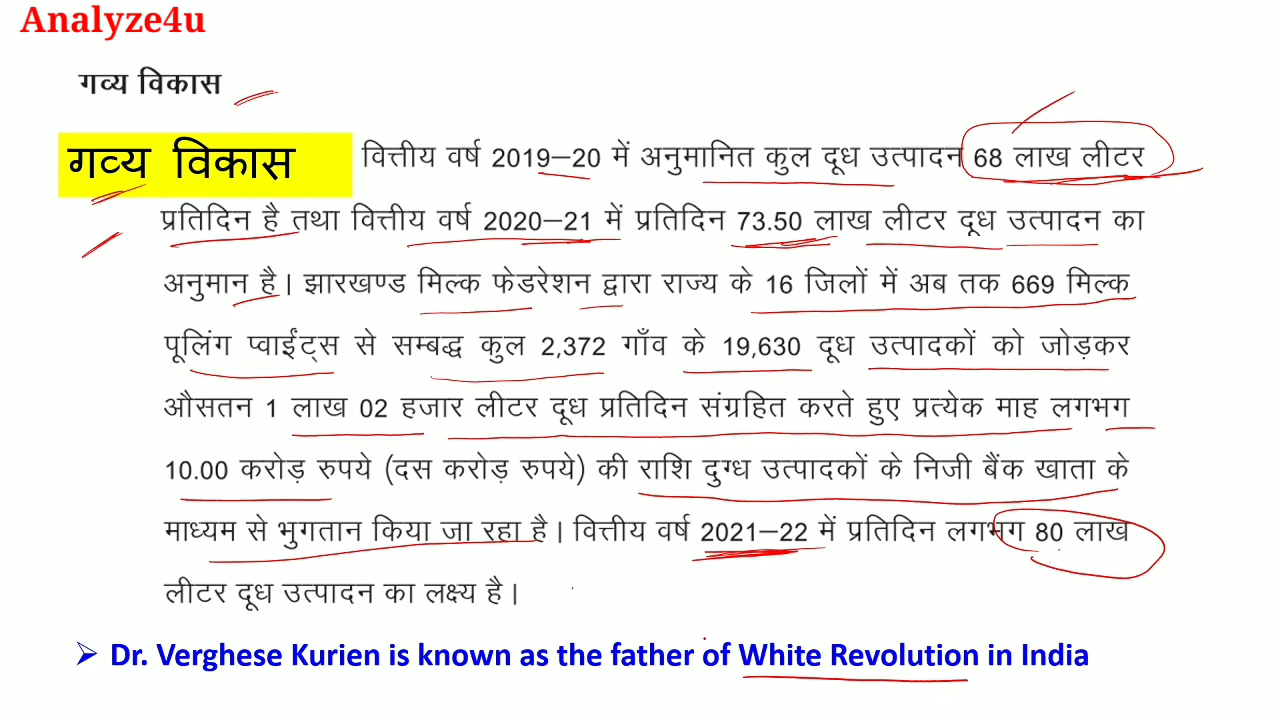 Analyze4u
गव्य विकास
गव्य विकास वित्तीय वर्ष 2019–20 में अनुमानित कुल दूध उत्पादन 68 लाख लीटर
प्रतिदिन है तथा वित्तीय वर्ष 2020–21 में प्रतिदिन 73.50 लाख लीटर दूध उत्पादन का
अनुमान है। झारखण्ड मिल्क फेडरेशन द्वारा राज्य के 16 जिलों में अब तक 669 मिल्क
पूलिंग प्वाईंट्स से सम्बद्ध कुल 2,372 गाँव के 19,630 दूध उत्पादकों को जोड़कर
औसतन 1 लाख 02 हजार लीटर दूध प्रतिदिन संग्रहित करते हुए प्रत्येक माह लगभग
10.00 करोड़ रुपये (दस करोड़ रुपये) की राशि दुग्ध उत्पादकों के निजी बैंक खाता के
माध्यम से भुगतान किया जा रहा है। वित्तीय वर्ष 2021–22 में प्रतिदिन लगभग 80 लाख
लीटर दूध उत्पादन का लक्ष्य है।
➢ Dr. Verghese Kurien is known as the father of White Revolution in India